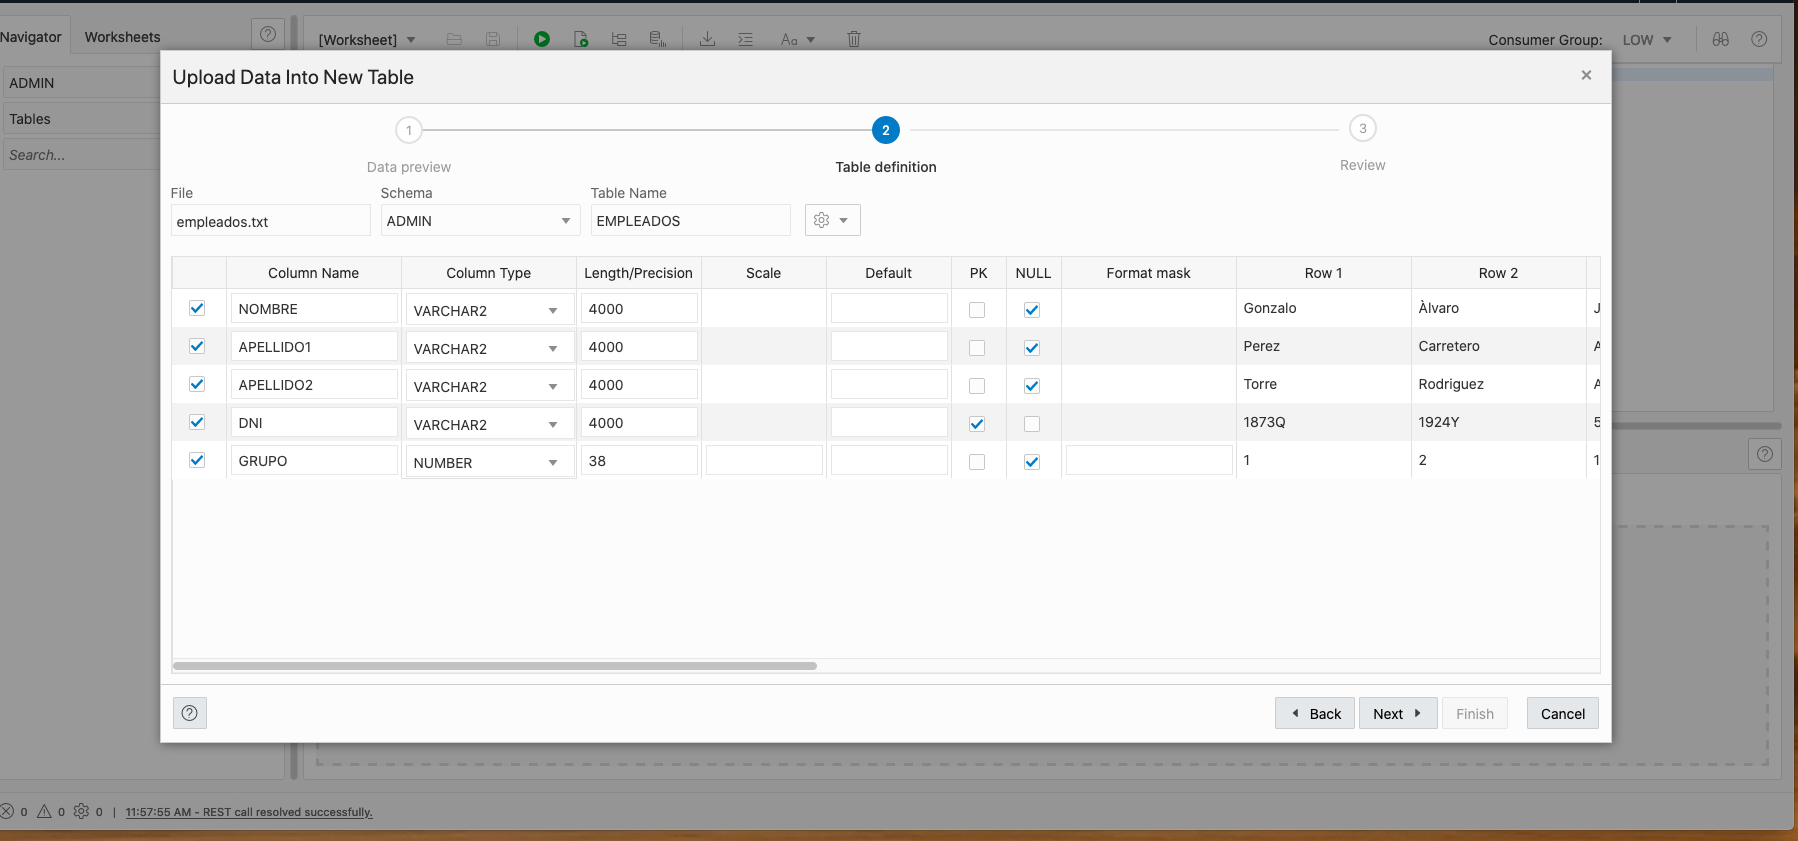 Navigator Worksheets
[Worksheet] Aa Consumer Group: LOW
ADMIN
Tables
Search...
Upload Data Into New Table
1 2 3
Data preview Table definition Review
File Schema Table Name
empleados.txt ADMIN EMPLEADOS
Column Name Column Type Length/Precision Scale Default PK NULL Format mask Row 1 Row 2
NOMBRE VARCHAR2 4000 Gonzalo Àlvaro J
APELLIDO1 VARCHAR2 4000 Perez Carretero A
APELLIDO2 VARCHAR2 4000 Torre Rodriguez A
DNI VARCHAR2 4000 1873Q 1924Y 5
GRUPO NUMBER 38 1 2 1
Back Next Finish Cancel
0 0 0 | 11:57:55 AM - REST call resolved successfully.